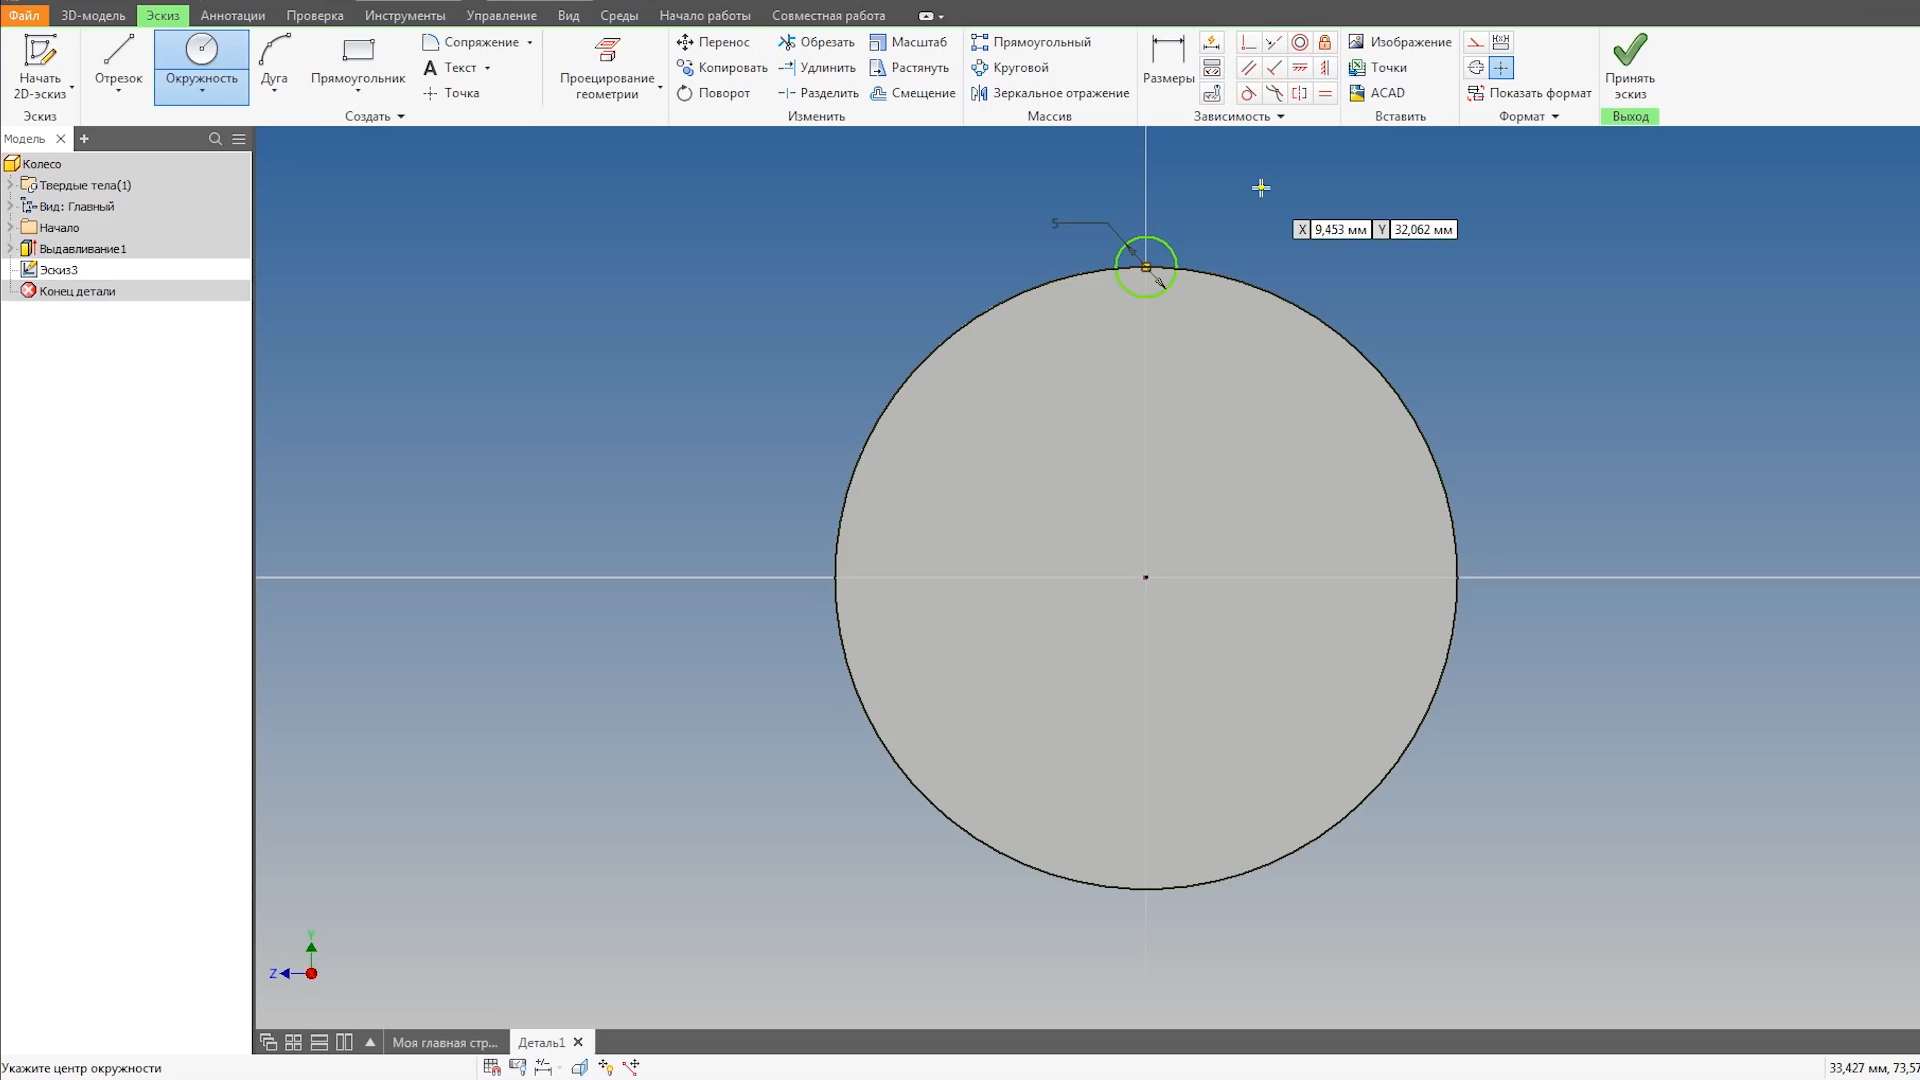 Файл 3D-модель Эскиз Аннотации Проверка Инструменты Управление Вид Среды Начало работы Совместная работа
Начать 2D-эскиз
Отрезок
Окружность
Дуга
Прямоугольник
Сопряжение
Текст
Точка
Проецирование геометрии
Перенос
Копировать
Поворот
Обрезать
Удлинить
Разделить
Масштаб
Растянуть
Смещение
Прямоугольный
Круговой
Зеркальное отражение
Размеры
Изображение
Точки
ACAD
Показать формат
Принять эскиз
Эскиз Создать Изменить Массив Зависимость Вставить Формат Выход
Модель
Колесо
Твердые тела(1)
Вид: Главный
Начало
Выдавливание1
Эскиз3
Конец детали
5
X 9,453 мм Y 32,062 мм
Y
Z
Моя главная стр... Деталь1
Укажите центр окружности
33,427 мм, 73,57